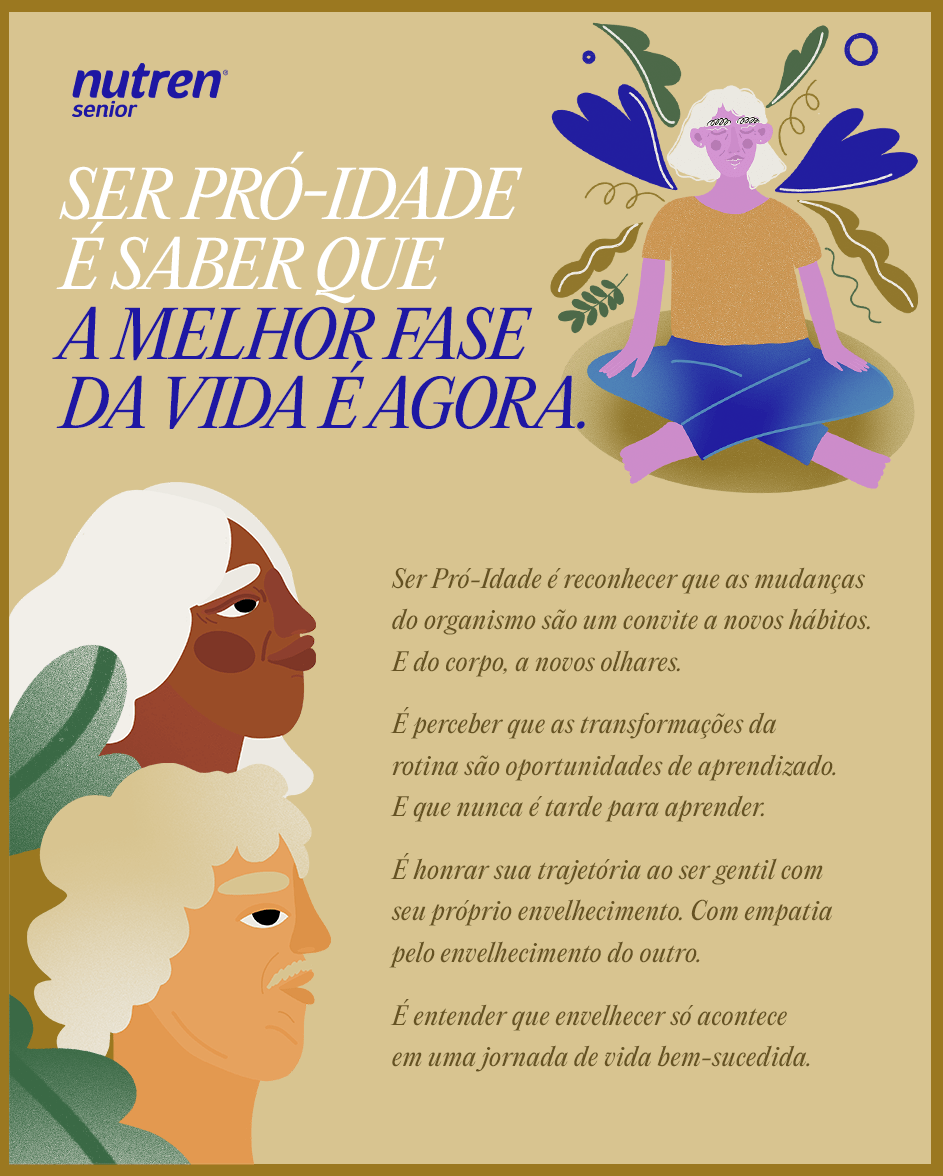 nutren®
senior
SER PRÓ-IDADE
É SABER QUE
A MELHOR FASE
DA VIDA É AGORA.
Ser Pró-Idade é reconhecer que as mudanças
do organismo são um convite a novos hábitos.
E do corpo, a novos olhares.
É perceber que as transformações da
rotina são oportunidades de aprendizado.
E que nunca é tarde para aprender.
É honrar sua trajetória ao ser gentil com
seu próprio envelhecimento. Com empatia
pelo envelhecimento do outro.
É entender que envelhecer só acontece
em uma jornada de vida bem-sucedida.